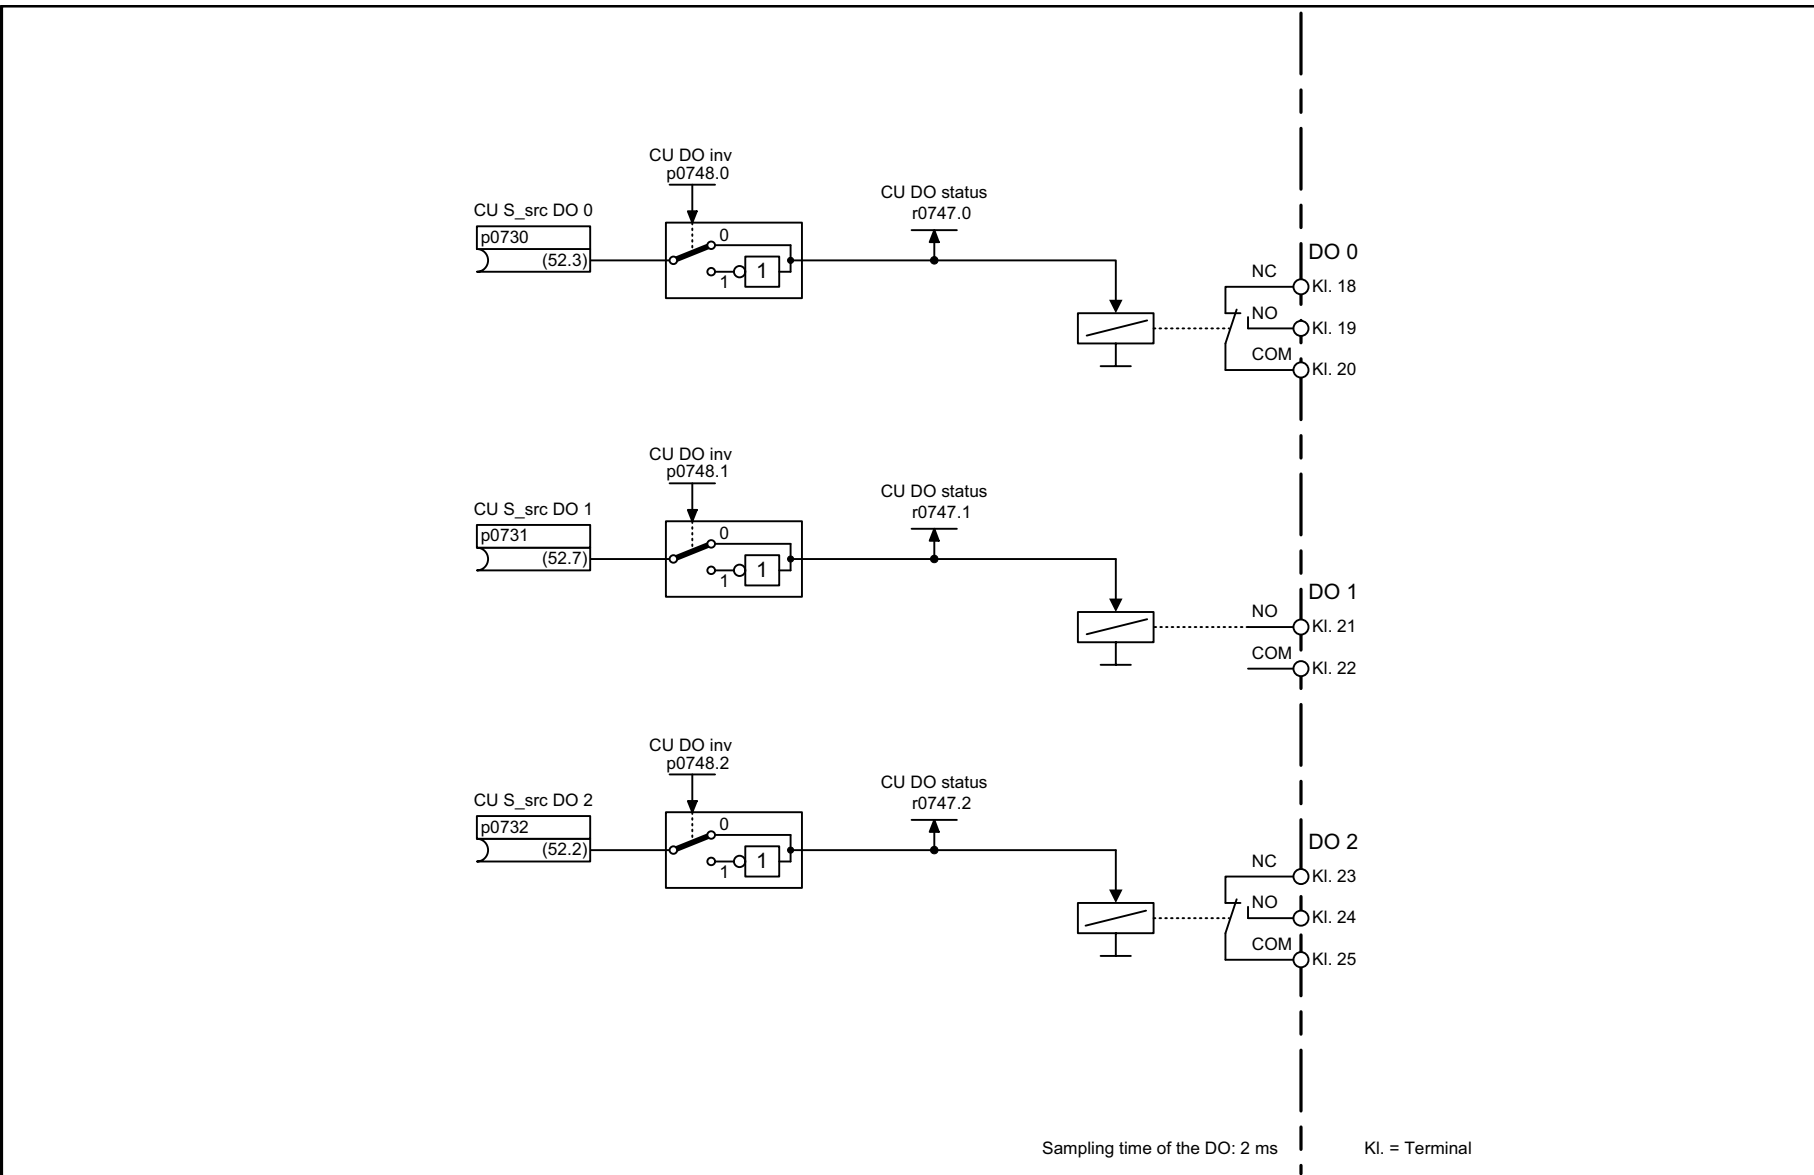 CU DO inv
p0748.0
CU S_src DO 0
p0730
(52.3)
0
1
1
CU DO status
r0747.0
DO 0
NC
Kl. 18
NO
Kl. 19
COM
Kl. 20
CU DO inv
p0748.1
CU S_src DO 1
p0731
(52.7)
0
1
1
CU DO status
r0747.1
DO 1
NO
Kl. 21
COM
Kl. 22
CU DO inv
p0748.2
CU S_src DO 2
p0732
(52.2)
0
1
1
CU DO status
r0747.2
DO 2
NC
Kl. 23
NO
Kl. 24
COM
Kl. 25
Sampling time of the DO: 2 ms
Kl. = Terminal